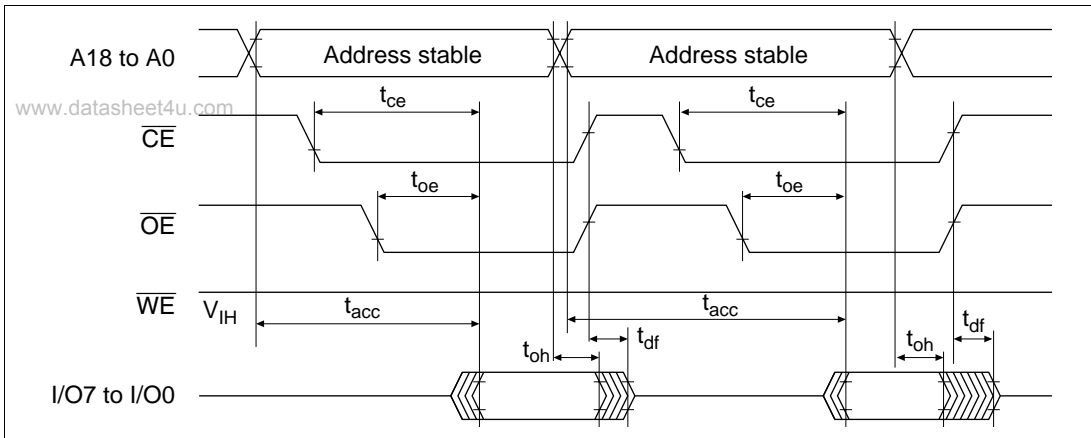 A18 to A0
Address stable
Address stable
www.datasheet4u.com
tce
tce
CE
toe
toe
OE
WE
VIH
tacc
tacc
toh
tdf
toh
tdf
I/O7 to I/O0